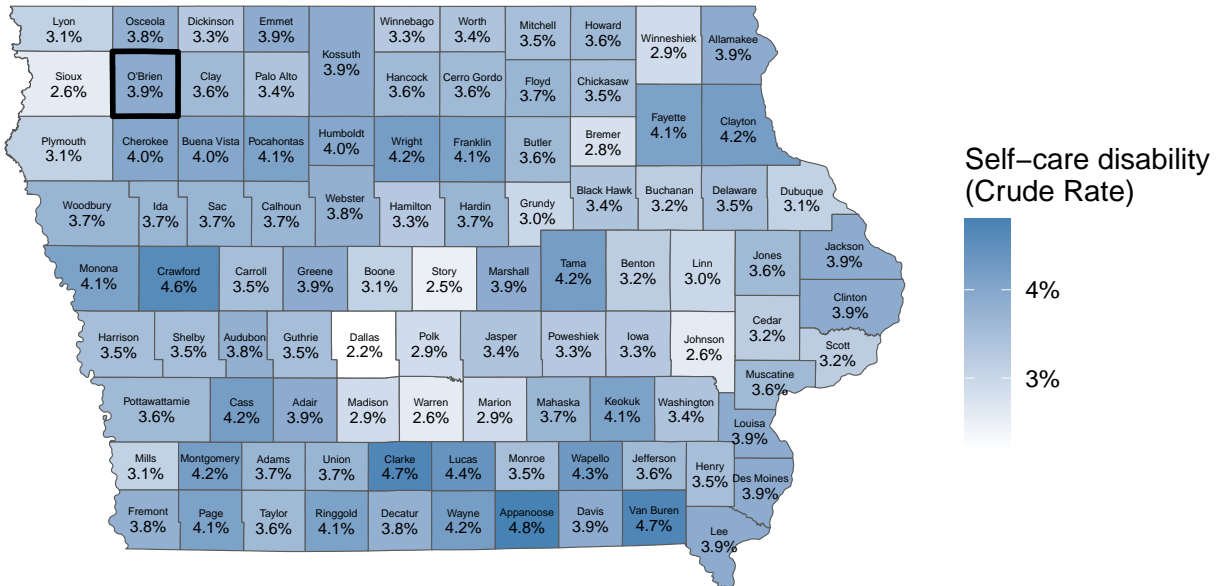 Lyon
3.1%
Osceola
3.8%
Dickinson
3.3%
Emmet
3.9%
Kossuth
3.9%
Winnebago
3.3%
Worth
3.4%
Mitchell
3.5%
Howard
3.6%
Winneshiek
2.9%
Allamakee
3.9%
Sioux
2.6%
O'Brien
3.9%
Clay
3.6%
Palo Alto
3.4%
Hancock
3.6%
Cerro Gordo
3.6%
Floyd
3.7%
Chickasaw
3.5%
Fayette
4.1%
Clayton
4.2%
Plymouth
3.1%
Cherokee
4.0%
Buena Vista
4.0%
Pocahontas
4.1%
Humboldt
4.0%
Wright
4.2%
Franklin
4.1%
Butler
3.6%
Bremer
2.8%
Woodbury
3.7%
Ida
3.7%
Sac
3.7%
Calhoun
3.7%
Webster
3.8%
Hamilton
3.3%
Hardin
3.7%
Grundy
3.0%
Black Hawk
3.4%
Buchanan
3.2%
Delaware
3.5%
Dubuque
3.1%
Monona
4.1%
Crawford
4.6%
Carroll
3.5%
Greene
3.9%
Boone
3.1%
Story
2.5%
Marshall
3.9%
Tama
4.2%
Benton
3.2%
Linn
3.0%
Jones
3.6%
Jackson
3.9%
Clinton
3.9%
Harrison
3.5%
Shelby
3.5%
Audubon
3.8%
Guthrie
3.5%
Dallas
2.2%
Polk
2.9%
Jasper
3.4%
Poweshiek
3.3%
Iowa
3.3%
Johnson
2.6%
Cedar
3.2%
Scott
3.2%
Muscatine
3.6%
Pottawattamie
3.6%
Cass
4.2%
Adair
3.9%
Madison
2.9%
Warren
2.6%
Marion
2.9%
Mahaska
3.7%
Keokuk
4.1%
Washington
3.4%
Louisa
3.9%
Mills
3.1%
Montgomery
4.2%
Adams
3.7%
Union
3.7%
Clarke
4.7%
Lucas
4.4%
Monroe
3.5%
Wapello
4.3%
Jefferson
3.6%
Henry
3.5%
Des Moines
3.9%
Fremont
3.8%
Page
4.1%
Taylor
3.6%
Ringgold
4.1%
Decatur
3.8%
Wayne
4.2%
Appanoose
4.8%
Davis
3.9%
Van Buren
4.7%
Lee
3.9%
Self−care disability
(Crude Rate)
4%
3%